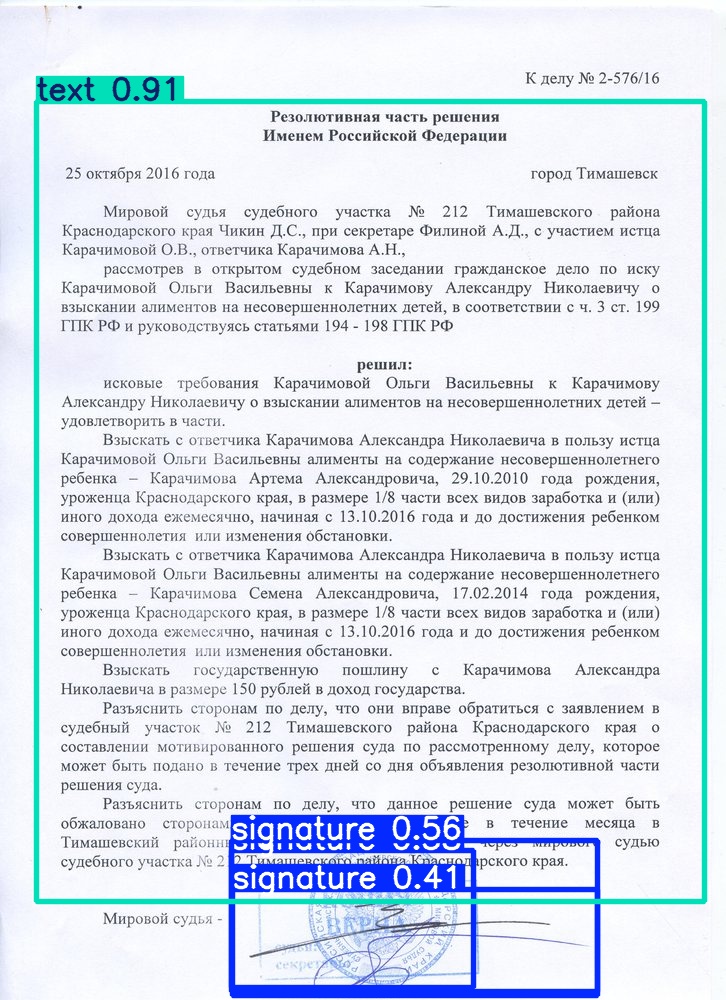 К делу № 2-576/16
text 0.91
Резолютивная часть решения
Именем Российской Федерации
25 октября 2016 года город Тимашевск
Мировой судья судебного участка № 212 Тимашевского района
Краснодарского края Чикин Д.С., при секретаре Филиной А.Д., с участием истца
Карачимовой О.В., ответчика Карачимова А.Н.,
рассмотрев в открытом судебном заседании гражданское дело по иску
Карачимовой Ольги Васильевны к Карачимову Александру Николаевичу о
взыскании алиментов на несовершеннолетних детей, в соответствии с ч. 3 ст. 199
ГПК РФ и руководствуясь статьями 194 - 198 ГПК РФ
решил:
исковые требования Карачимовой Ольги Васильевны к Карачимову
Александру Николаевичу о взыскании алиментов на несовершеннолетних детей –
удовлетворить в части.
Взыскать с ответчика Карачимова Александра Николаевича в пользу истца
Карачимовой Ольги Васильевны алименты на содержание несовершеннолетнего
ребенка – Карачимова Артема Александровича, 29.10.2010 года рождения,
уроженца Краснодарского края, в размере 1/8 части всех видов заработка и (или)
иного дохода ежемесячно, начиная с 13.10.2016 года и до достижения ребенком
совершеннолетия или изменения обстановки.
Взыскать с ответчика Карачимова Александра Николаевича в пользу истца
Карачимовой Ольги Васильевны алименты на содержание несовершеннолетнего
ребенка – Карачимова Семена Александровича, 17.02.2014 года рождения,
уроженца Краснодарского края, в размере 1/8 части всех видов заработка и (или)
иного дохода ежемесячно, начиная с 13.10.2016 года и до достижения ребенком
совершеннолетия или изменения обстановки.
Взыскать государственную пошлину с Карачимова Александра
Николаевича в размере 150 рублей в доход государства.
Разъяснить сторонам по делу, что они вправе обратиться с заявлением в
судебный участок № 212 Тимашевского района Краснодарского края о
составлении мотивированного решения суда по рассмотренному делу, которое
может быть подано в течение трех дней со дня объявления резолютивной части
решения суда.
Разъяснить сторонам по делу, что данное решение суда может быть
обжаловано в течение месяца в
signature 0.56
Тимашевский через мирового судью
судебного участка № 212 Тимашевского района Краснодарского края.
signature 0.41
Мировой судья -
ВЕРНА